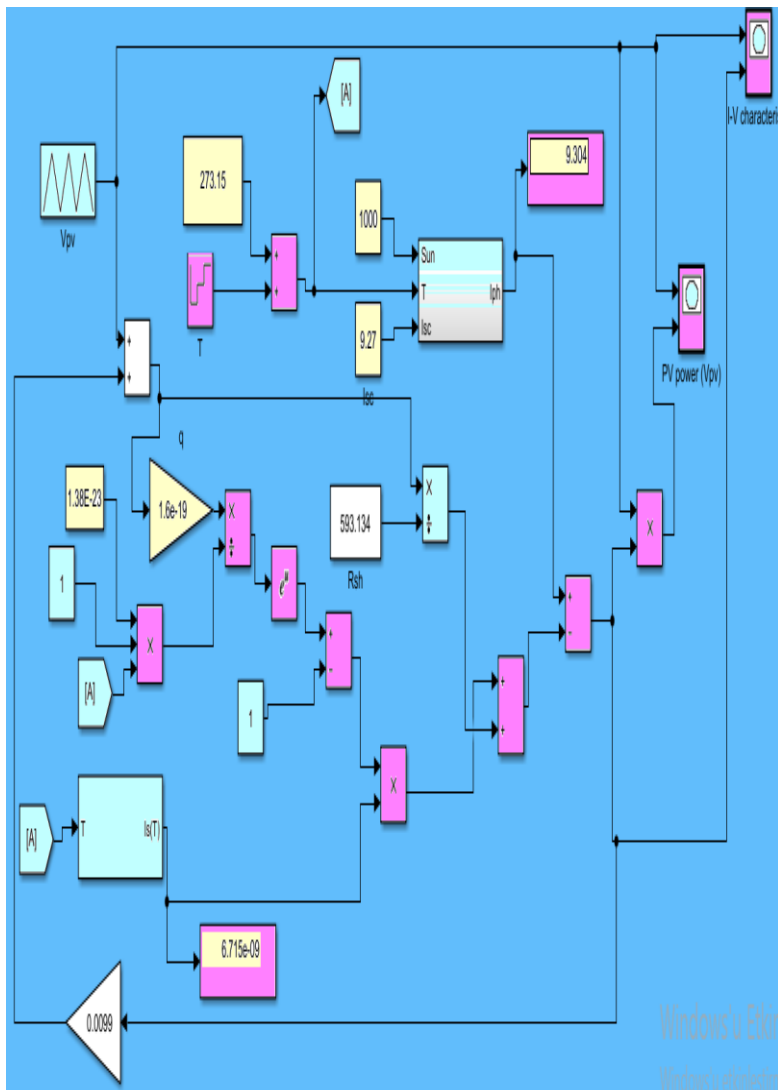 [A]
I-V characteris
273.15
9.304
1000
Vpv
+
+
Sun
T
Iph
Isc
9.27
T
Isc
PV power (Vpv)
+
+
q
1.38E-23
1.6e-19
×
÷
593.134
Rsh
×
÷
×
1
e^u
×
+
-
+
-
[A]
1
+
+
×
[A]
T
Is(T)
6.715e-09
0.0099
Windows'u Etkin